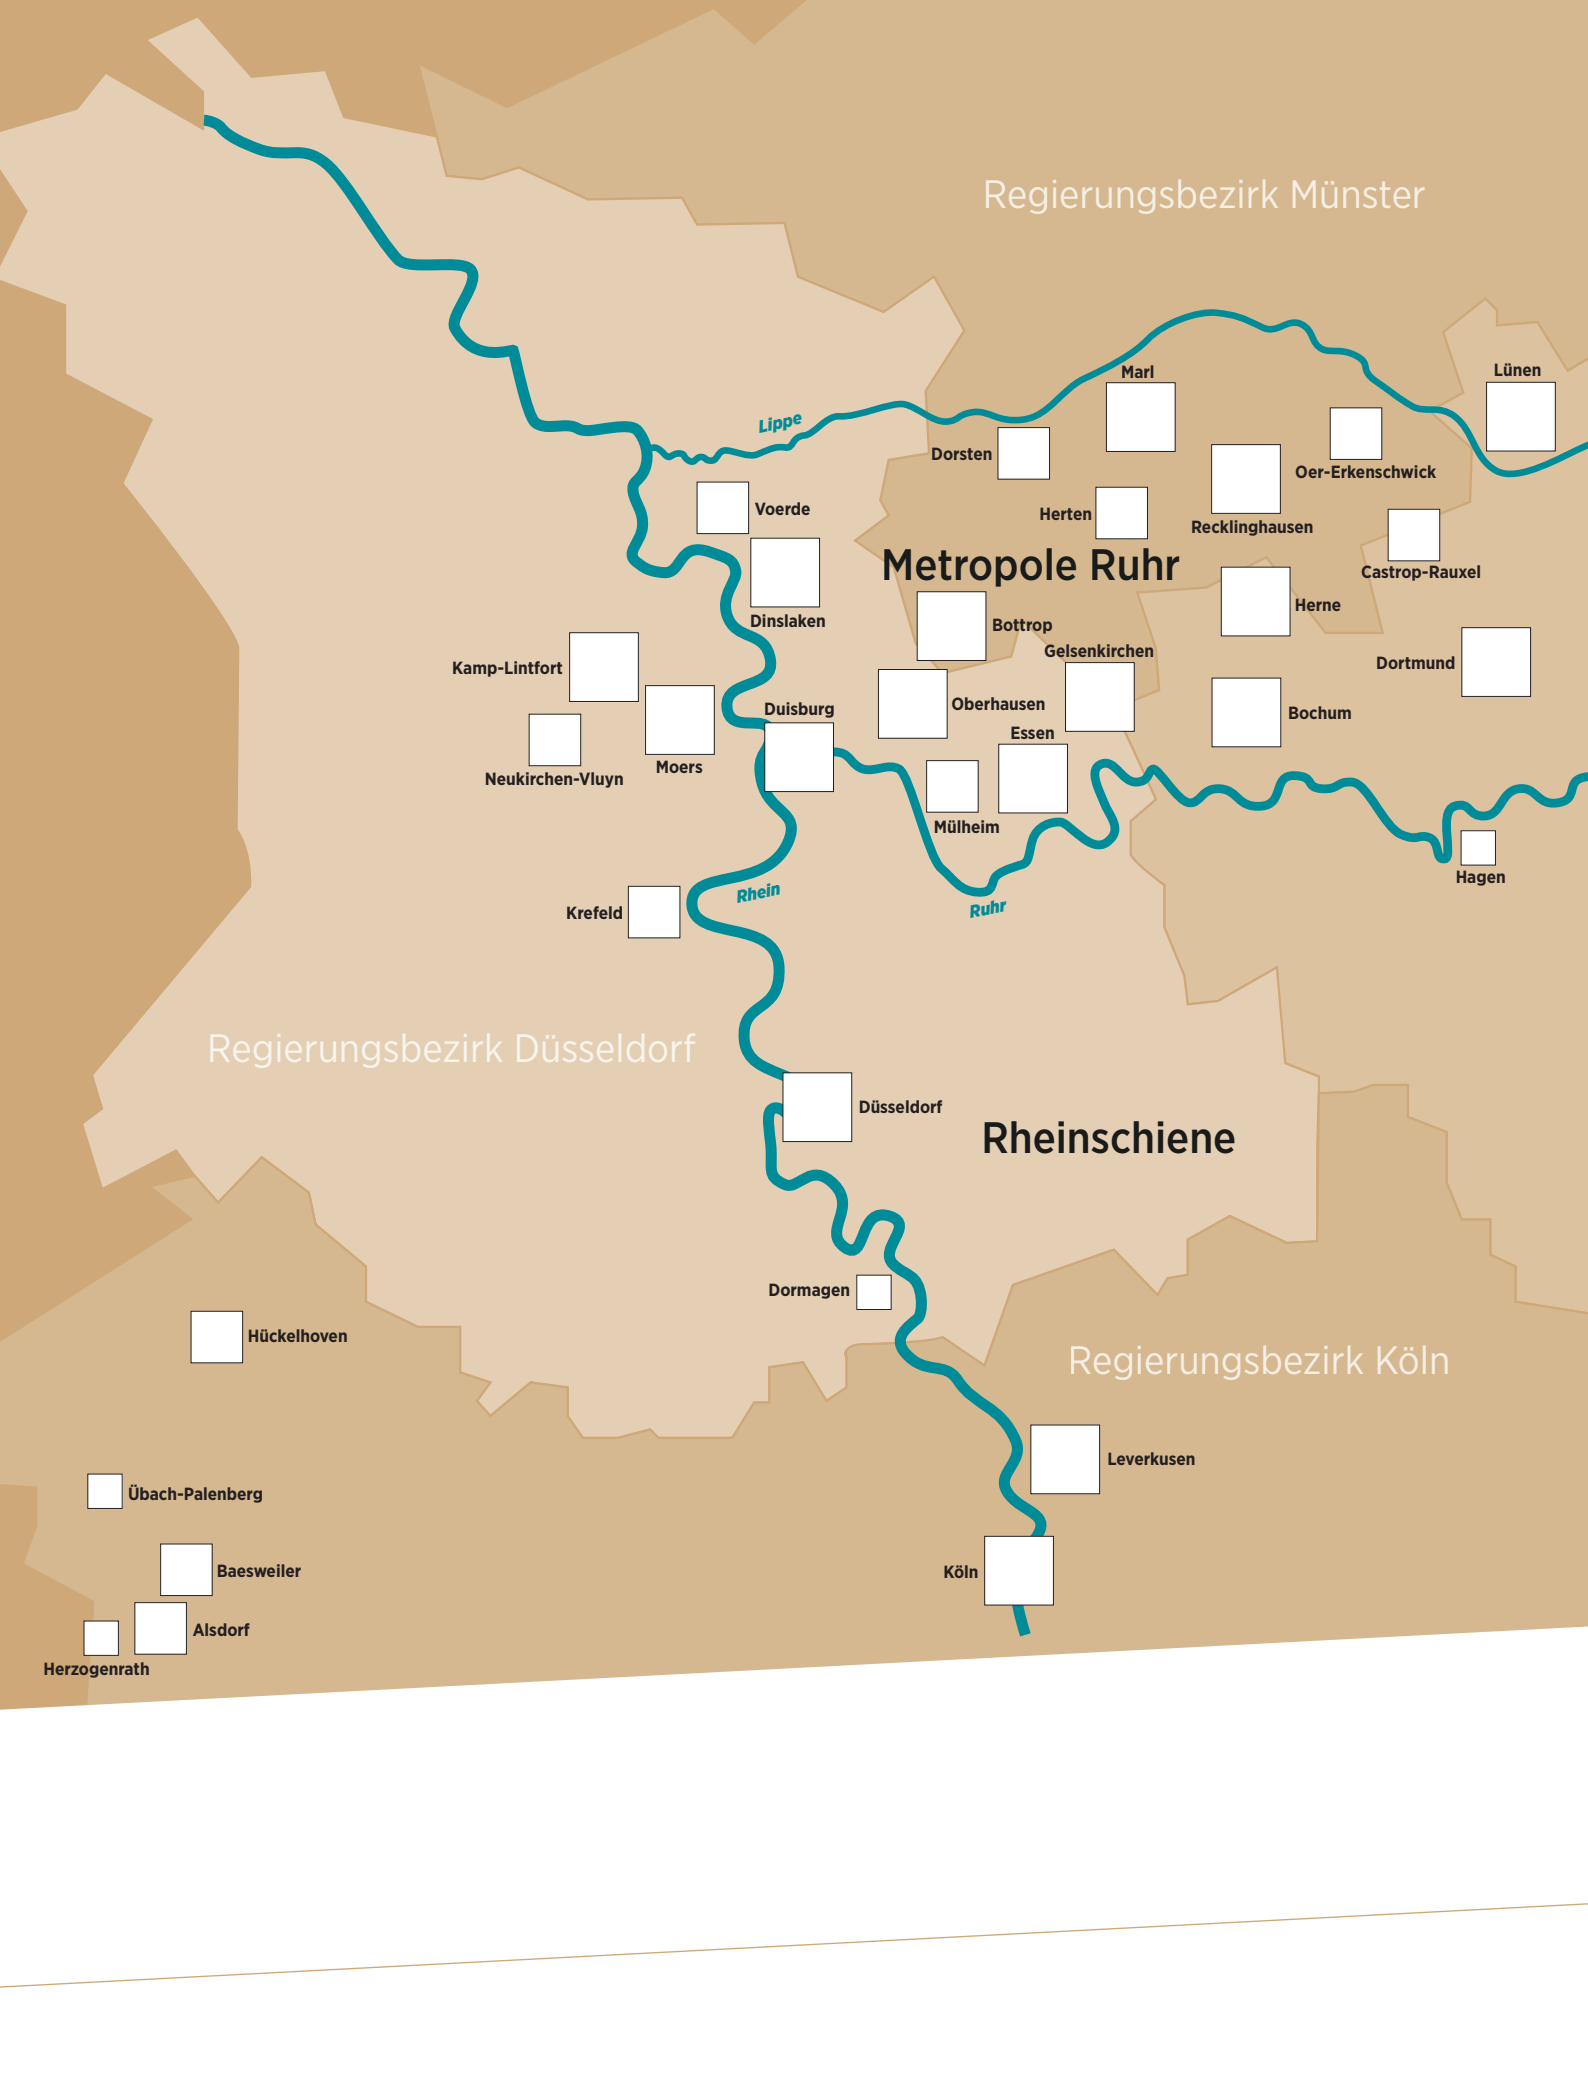 Regierungsbezirk Münster
Marl
Lünen
Lippe
Dorsten
Oer-Erkenschwick
Voerde
Herten
Recklinghausen
Metropole Ruhr
Castrop-Rauxel
Herne
Dinslaken
Bottrop
Gelsenkirchen
Kamp-Lintfort
Dortmund
Oberhausen
Duisburg
Bochum
Essen
Moers
Neukirchen-Vluyn
Mülheim
Hagen
Rhein
Ruhr
Krefeld
Regierungsbezirk Düsseldorf
Düsseldorf
Rheinschiene
Dormagen
Hückelhoven
Regierungsbezirk Köln
Leverkusen
Übach-Palenberg
Baesweiler
Köln
Alsdorf
Herzogenrath